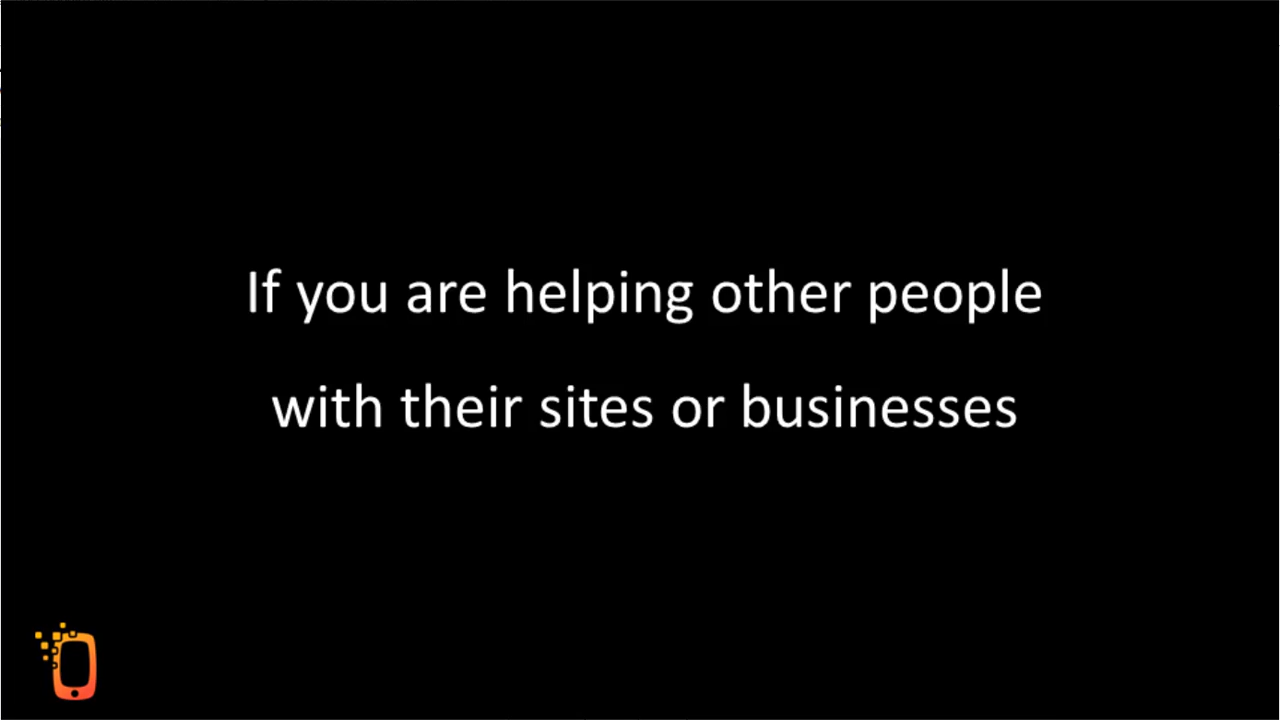 If you are helping other people
with their sites or businesses